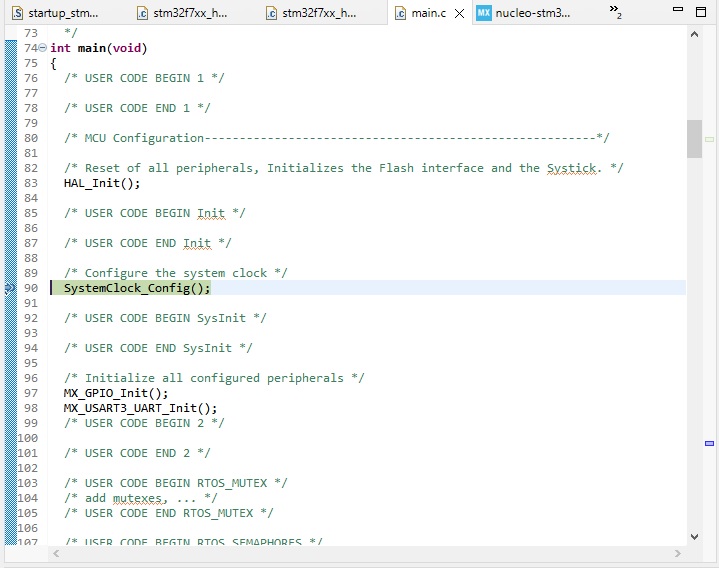 startup_stm... stm32f7xx_h... stm32f7xx_h... main.c MX nucleo-stm3... »2
73 */
74 int main(void)
75 {
76 /* USER CODE BEGIN 1 */
77
78 /* USER CODE END 1 */
79
80 /* MCU Configuration--------------------------------------------------------*/
81
82 /* Reset of all peripherals, Initializes the Flash interface and the Systick. */
83 HAL_Init();
84
85 /* USER CODE BEGIN Init */
86
87 /* USER CODE END Init */
88
89 /* Configure the system clock */
90 SystemClock_Config();
91
92 /* USER CODE BEGIN SysInit */
93
94 /* USER CODE END SysInit */
95
96 /* Initialize all configured peripherals */
97 MX_GPIO_Init();
98 MX_USART3_UART_Init();
99 /* USER CODE BEGIN 2 */
100
101 /* USER CODE END 2 */
102
103 /* USER CODE BEGIN RTOS_MUTEX */
104 /* add mutexes, ... */
105 /* USER CODE END RTOS_MUTEX */
106
107 /* USER CODE BEGIN RTOS_SEMAPHORES */